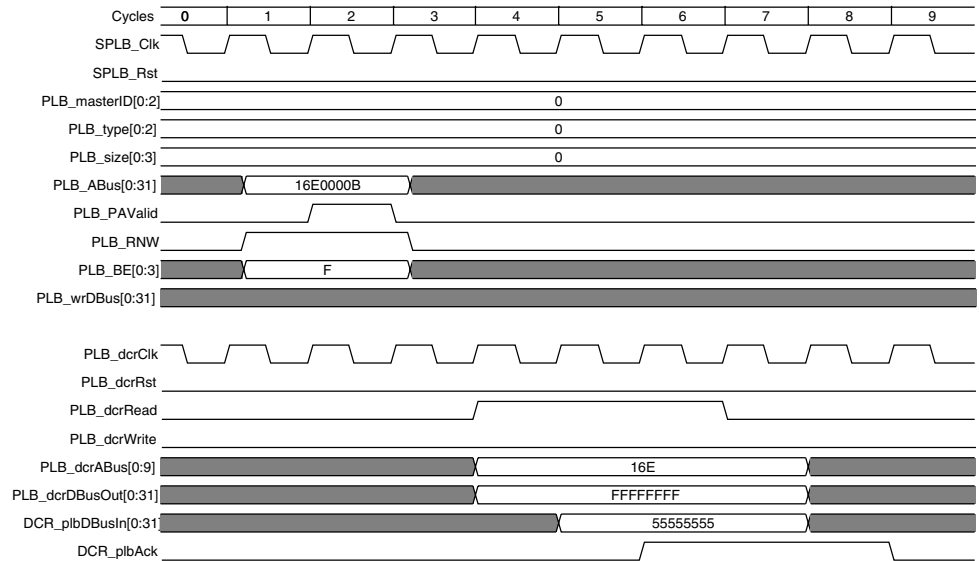 Cycles 0 1 2 3 4 5 6 7 8 9
SPLB_Clk
SPLB_Rst
PLB_masterID[0:2] 0
PLB_type[0:2] 0
PLB_size[0:3] 0
PLB_ABus[0:31] 16E0000B
PLB_PAValid
PLB_RNW
PLB_BE[0:3] F
PLB_wrDBus[0:31]
PLB_dcrClk
PLB_dcrRst
PLB_dcrRead
PLB_dcrWrite
PLB_dcrABus[0:9] 16E
PLB_dcrDBusOut[0:31] FFFFFFFF
DCR_plbDBusIn[0:31] 55555555
DCR_plbAck